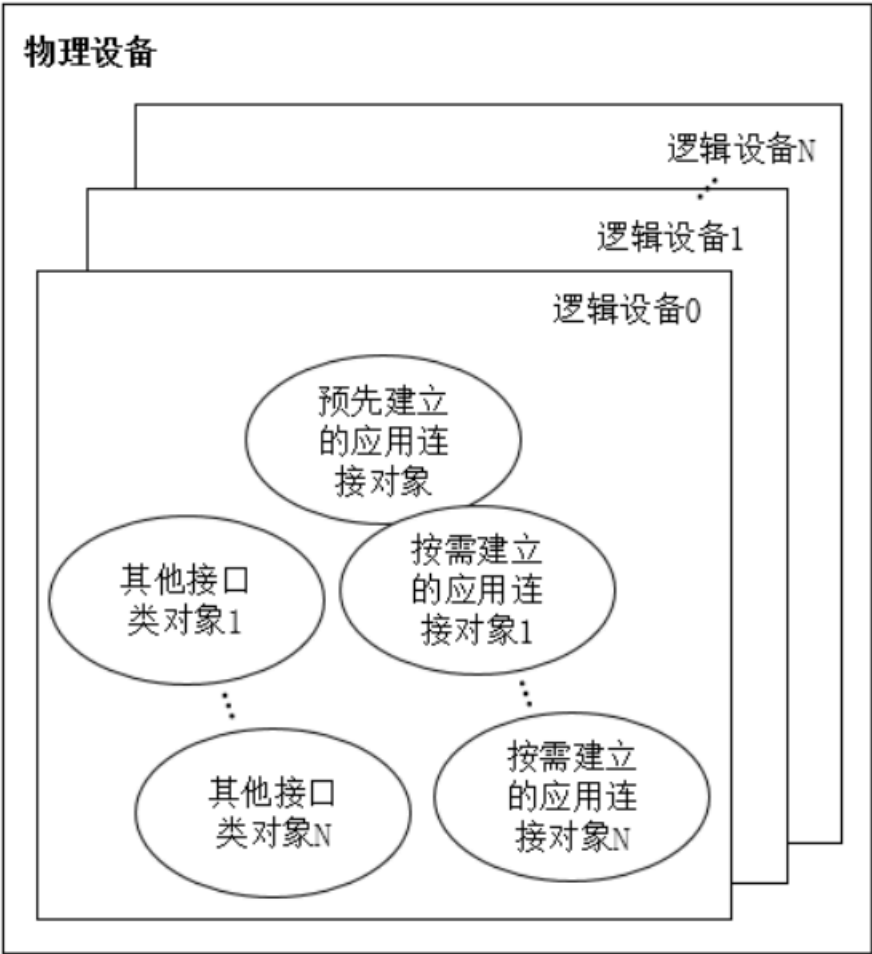 物理设备
逻辑设备N
逻辑设备1
逻辑设备0
预先建立
的应用连
接对象
按需建立
的应用连
接对象1
其他接口
类对象1
按需建立
的应用连
接对象N
其他接口
类对象N